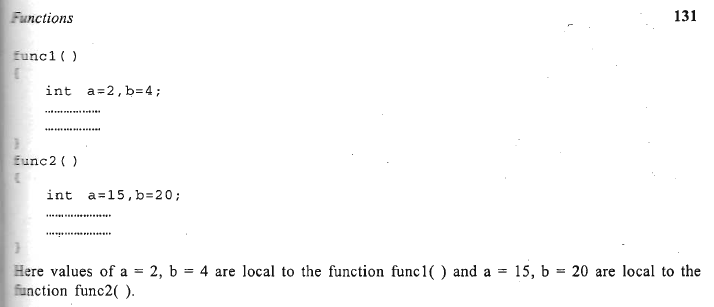 Functions 131
func1( )
{
int a=2,b=4;
....................
....................
}
func2( )
{
int a=15,b=20;
.......................
.......................
}
Here values of a = 2, b = 4 are local to the function func1( ) and a = 15, b = 20 are local to the
function func2( ).